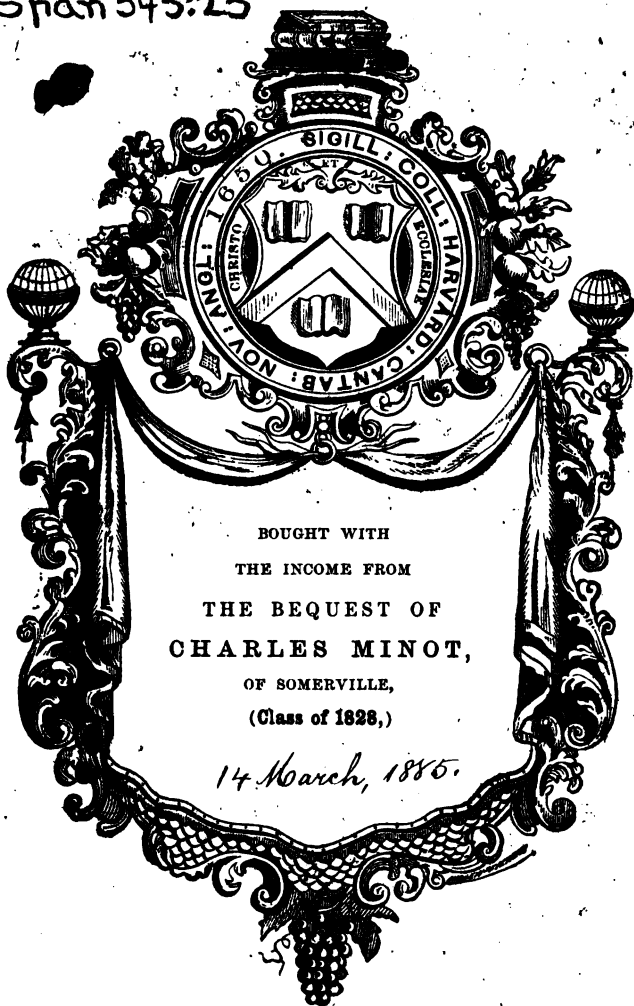 Span 545.25
SIGILL: COLL: HARVARD: CANTAB: NOV: ANGL: 1650.
ET
CHRISTO
ECCLESIAE
BOUGHT WITH
THE INCOME FROM
THE BEQUEST OF
CHARLES MINOT,
OF SOMERVILLE,
(Class of 1828,)
14 March, 1885.